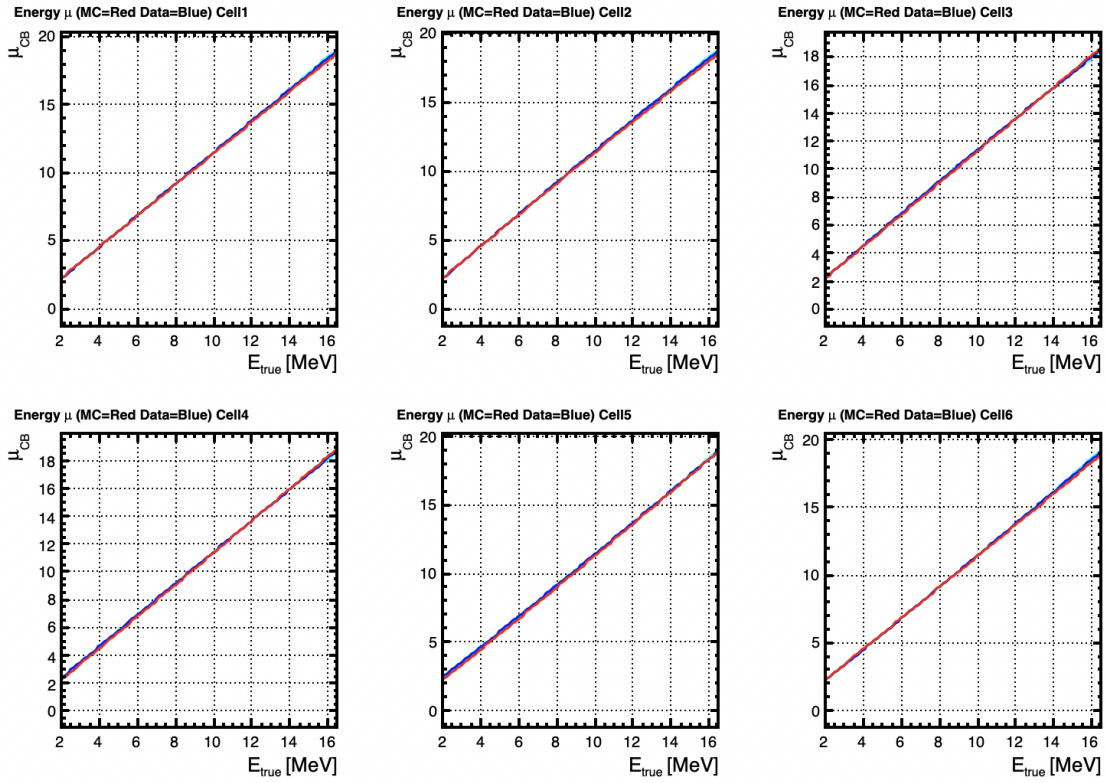 Energy μ (MC=Red Data=Blue) Cell1
μCB
20
15
10
5
0
2 4 6 8 10 12 14 16
Etrue [MeV]
Energy μ (MC=Red Data=Blue) Cell2
μCB
20
15
10
5
0
2 4 6 8 10 12 14 16
Etrue [MeV]
Energy μ (MC=Red Data=Blue) Cell3
μCB
18
16
14
12
10
8
6
4
2
0
2 4 6 8 10 12 14 16
Etrue [MeV]
Energy μ (MC=Red Data=Blue) Cell4
μCB
18
16
14
12
10
8
6
4
2
0
2 4 6 8 10 12 14 16
Etrue [MeV]
Energy μ (MC=Red Data=Blue) Cell5
μCB
20
15
10
5
0
2 4 6 8 10 12 14 16
Etrue [MeV]
Energy μ (MC=Red Data=Blue) Cell6
μCB
20
15
10
5
0
2 4 6 8 10 12 14 16
Etrue [MeV]